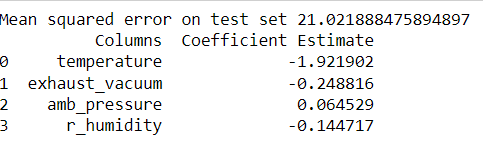 Mean squared error on test set 21.021888475894897
Columns Coefficient Estimate
0 temperature -1.921902
1 exhaust_vacuum -0.248816
2 amb_pressure 0.064529
3 r_humidity -0.144717